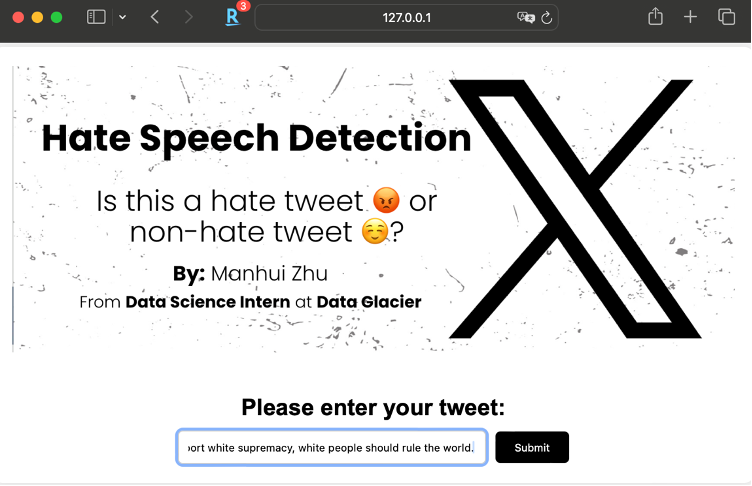 3
127.0.0.1
Hate Speech Detection
Is this a hate tweet 😡 or
non-hate tweet ☺️?
By: Manhui Zhu
From Data Science Intern at Data Glacier
Please enter your tweet:
white supremacy, white people should rule the world.
Submit